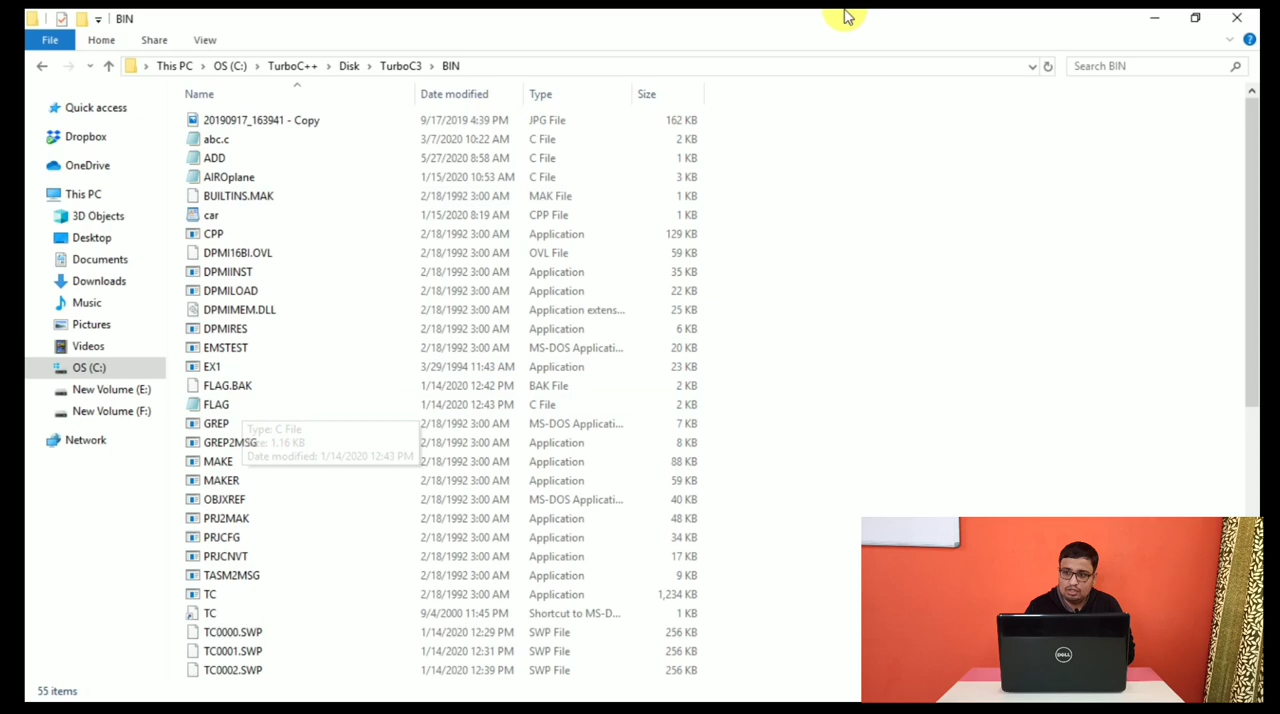 BIN
File Home Share View
This PC OS (C:) TurboC++ Disk TurboC3 BIN Search BIN
Name Date modified Type Size
Quick access
Dropbox
OneDrive
This PC
3D Objects
Desktop
Documents
Downloads
Music
Pictures
Videos
OS (C:)
New Volume (E:)
New Volume (F:)
Network
20190917_163941 - Copy 9/17/2019 4:39 PM JPG File 162 KB
abc.c 3/7/2020 10:22 AM C File 2 KB
ADD 5/27/2020 8:58 AM C File 1 KB
AIROplane 1/15/2020 10:53 AM C File 3 KB
BUILTINS.MAK 2/18/1992 3:00 AM MAK File 1 KB
car 1/15/2020 8:19 AM CPP File 1 KB
CPP 2/18/1992 3:00 AM Application 129 KB
DPMI16BI.OVL 2/18/1992 3:00 AM OVL File 59 KB
DPMIINST 2/18/1992 3:00 AM Application 35 KB
DPMILOAD 2/18/1992 3:00 AM Application 22 KB
DPMIMEM.DLL 2/18/1992 3:00 AM Application extens... 25 KB
DPMIRES 2/18/1992 3:00 AM Application 6 KB
EMSTEST 2/18/1992 3:00 AM MS-DOS Applicati... 20 KB
EX1 3/29/1994 11:43 AM Application 23 KB
FLAG.BAK 1/14/2020 12:42 PM BAK File 2 KB
FLAG 1/14/2020 12:43 PM C File 2 KB
GREP 2/18/1992 3:00 AM MS-DOS Applicati... 7 KB
Type: C File
GREP2MSG 2/18/1992 3:00 AM Application 8 KB
1.16 KB
Date modified: 1/14/2020 12:43 PM
MAKE 2/18/1992 3:00 AM Application 88 KB
MAKER 2/18/1992 3:00 AM Application 59 KB
OBJXREF 2/18/1992 3:00 AM MS-DOS Applicati... 40 KB
PRJ2MAK 2/18/1992 3:00 AM Application 48 KB
PRJCFG 2/18/1992 3:00 AM Application 34 KB
PRJCNVT 2/18/1992 3:00 AM Application 17 KB
TASM2MSG 2/18/1992 3:00 AM Application 9 KB
TC 2/18/1992 3:00 AM Application 1,234 KB
TC 9/4/2000 11:45 PM Shortcut to MS-D... 1 KB
TC0000.SWP 1/14/2020 12:29 PM SWP File 256 KB
TC0001.SWP 1/14/2020 12:31 PM SWP File 256 KB
TC0002.SWP 1/14/2020 12:39 PM SWP File 256 KB
55 items
DELL